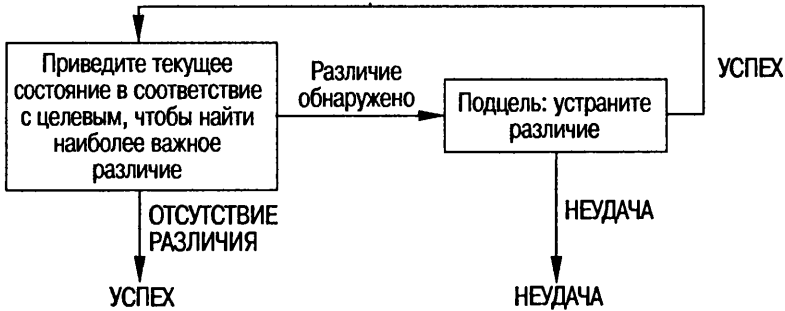 Приведите текущее
состояние в соответствие
с целевым, чтобы найти
наиболее важное
различие
Различие
обнаружено
Подцель: устраните
различие
УСПЕХ
ОТСУТСТВИЕ
РАЗЛИЧИЯ
УСПЕХ
НЕУДАЧА
НЕУДАЧА